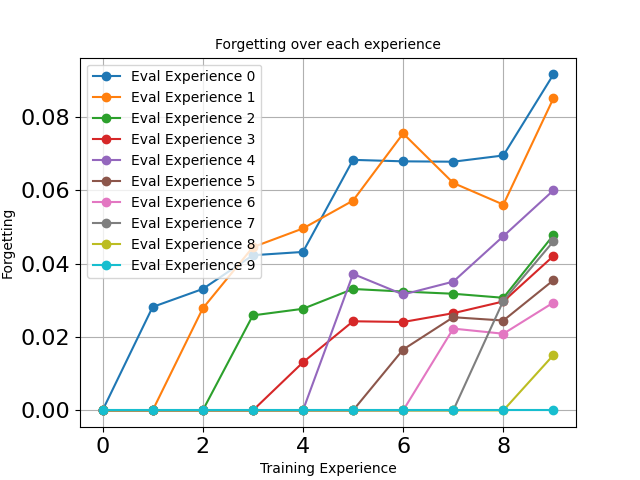 Forgetting over each experience
Eval Experience 0
Eval Experience 1
Eval Experience 2
Eval Experience 3
Eval Experience 4
Eval Experience 5
Eval Experience 6
Eval Experience 7
Eval Experience 8
Eval Experience 9
Forgetting
0.08
0.06
0.04
0.02
0.00
0 2 4 6 8
Training Experience